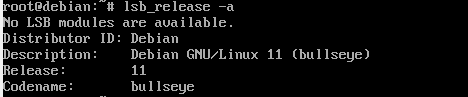 root@debian:~# lsb_release -a
No LSB modules are available.
Distributor ID: Debian
Description:    Debian GNU/Linux 11 (bullseye)
Release:        11
Codename:       bullseye